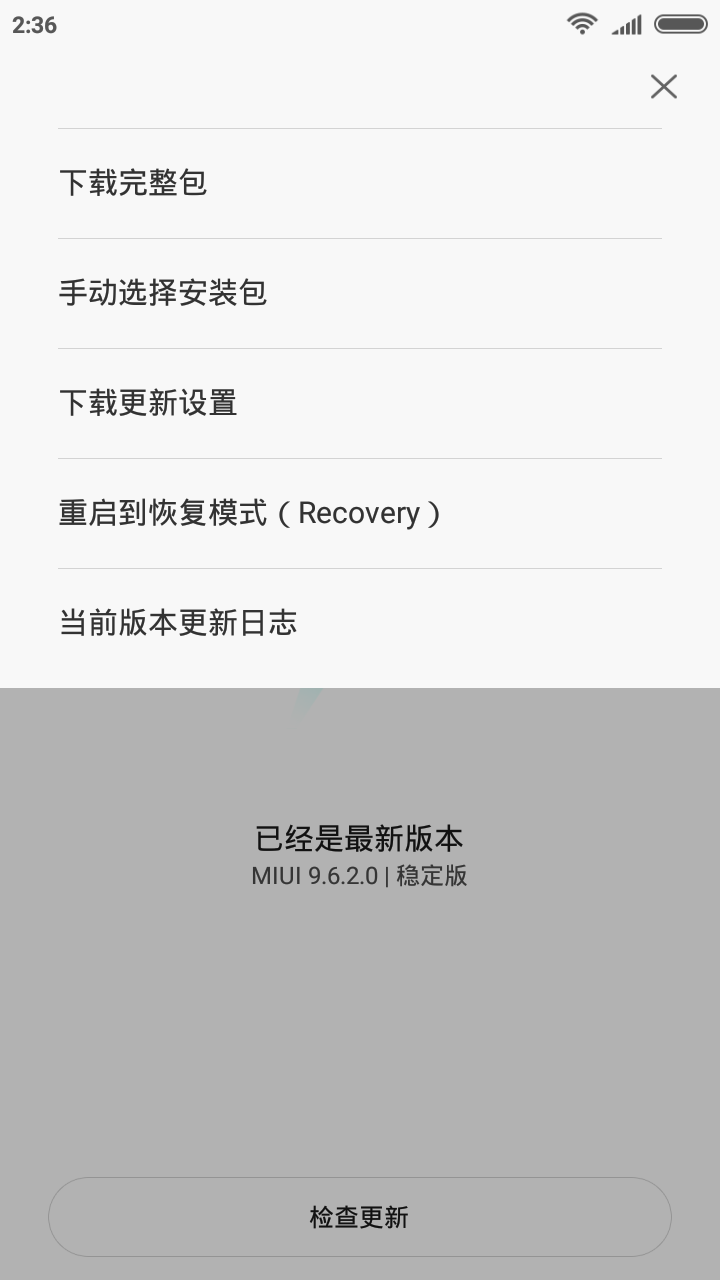 2:36
下载完整包
手动选择安装包
下载更新设置
重启到恢复模式（Recovery）
当前版本更新日志
已经是最新版本
MIUI 9.6.2.0 | 稳定版
检查更新